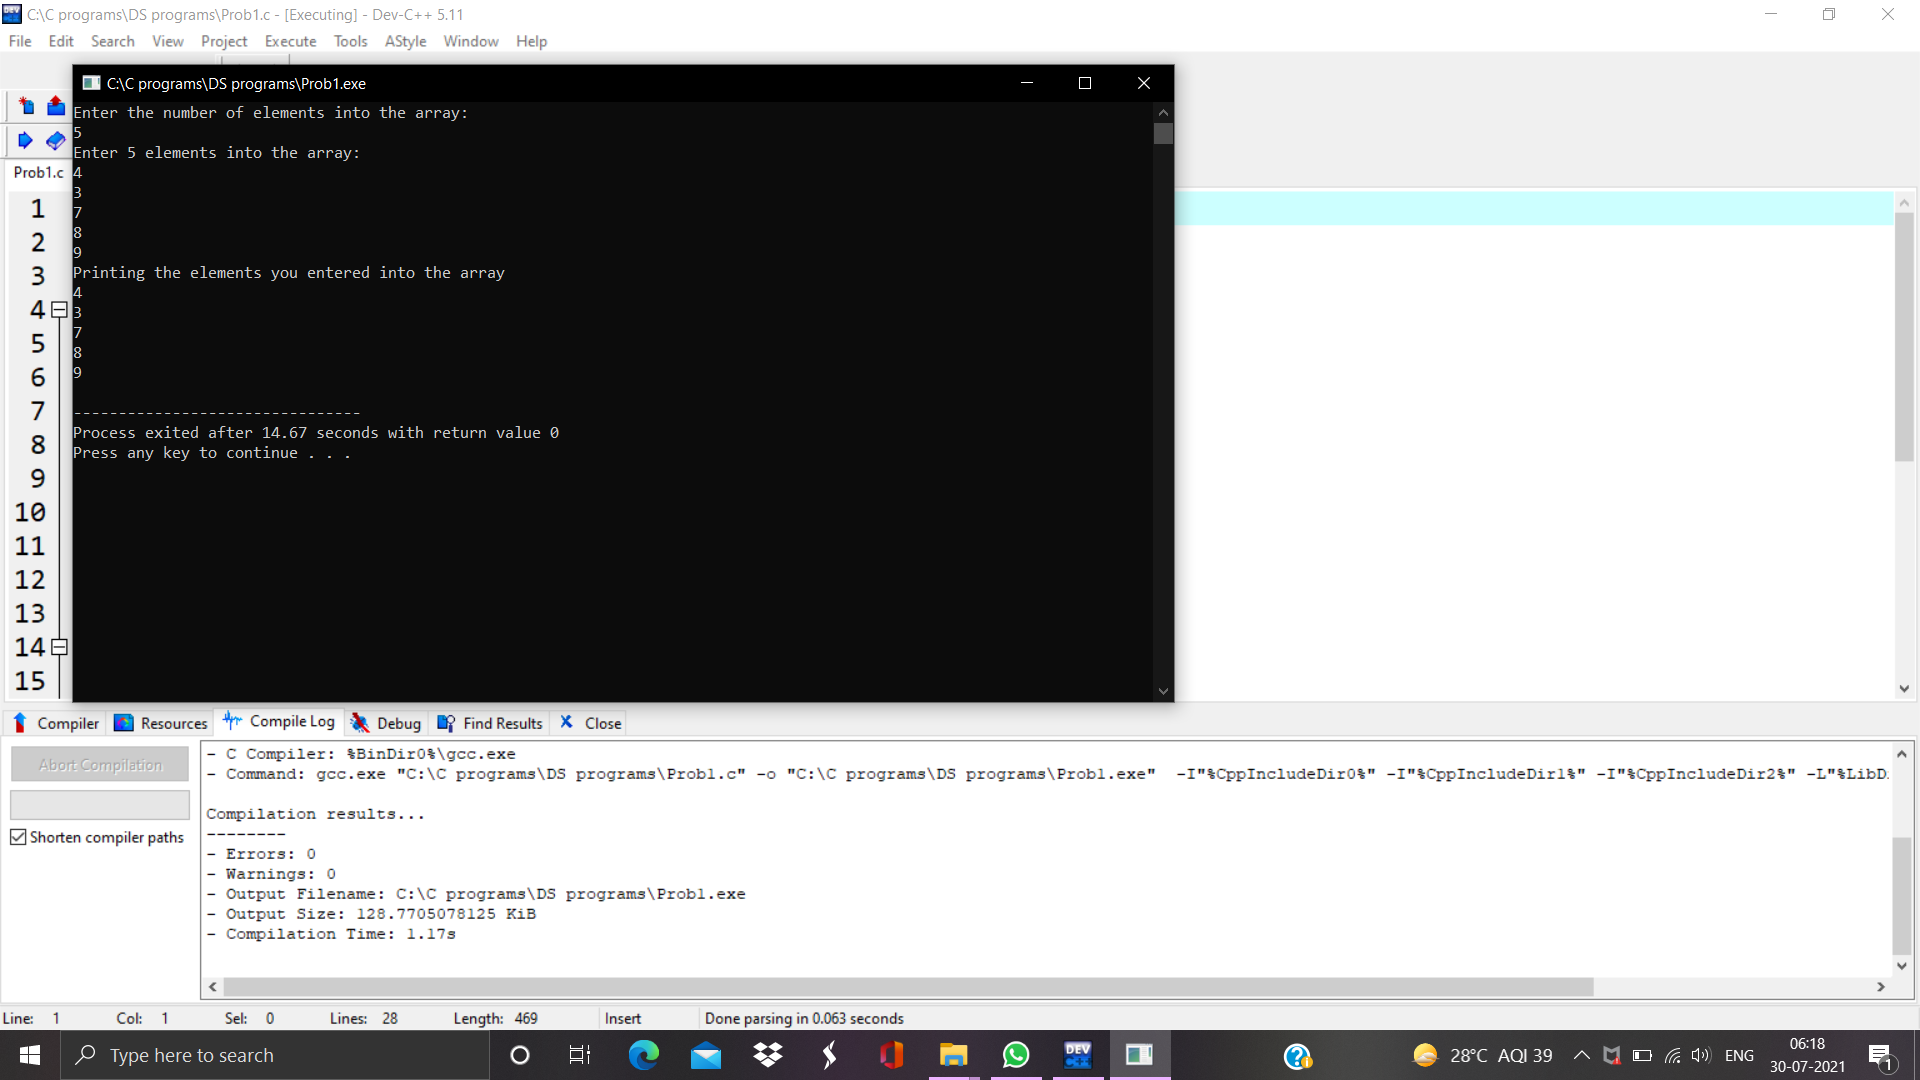 C:\C programs\DS programs\Prob1.c - [Executing] - Dev-C++ 5.11
File Edit Search View Project Execute Tools AStyle Window Help
C:\C programs\DS programs\Prob1.exe
Enter the number of elements into the array:
5
Enter 5 elements into the array:
4
3
7
8
9
Printing the elements you entered into the array
4
3
7
8
9
--------------------------------
Process exited after 14.67 seconds with return value 0
Press any key to continue . . .
Prob1.c
1
2
3
4
5
6
7
8
9
10
11
12
13
14
15
Compiler Resources Compile Log Debug Find Results Close
Abort Compilation
Shorten compiler paths
- C Compiler: %BinDir0%\gcc.exe
- Command: gcc.exe "C:\C programs\DS programs\Prob1.c" -o "C:\C programs\DS programs\Prob1.exe"  -I"%CppIncludeDir0%" -I"%CppIncludeDir1%" -I"%CppIncludeDir2%" -L"%LibD
Compilation results...
--------
- Errors: 0
- Warnings: 0
- Output Filename: C:\C programs\DS programs\Prob1.exe
- Output Size: 128.7705078125 KiB
- Compilation Time: 1.17s
Line: 1 Col: 1 Sel: 0 Lines: 28 Length: 469 Insert Done parsing in 0.063 seconds
Type here to search
DEV
28°C AQI 39
ENG
06:18
30-07-2021
1